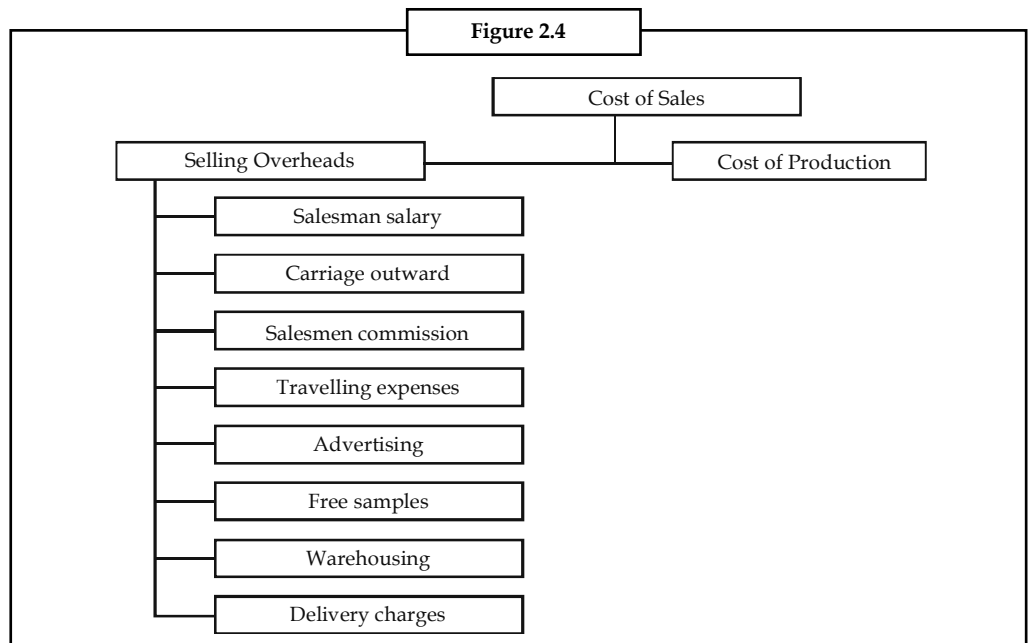 Figure 2.4
Cost of Sales
Selling Overheads
Cost of Production
Salesman salary
Carriage outward
Salesmen commission
Travelling expenses
Advertising
Free samples
Warehousing
Delivery charges